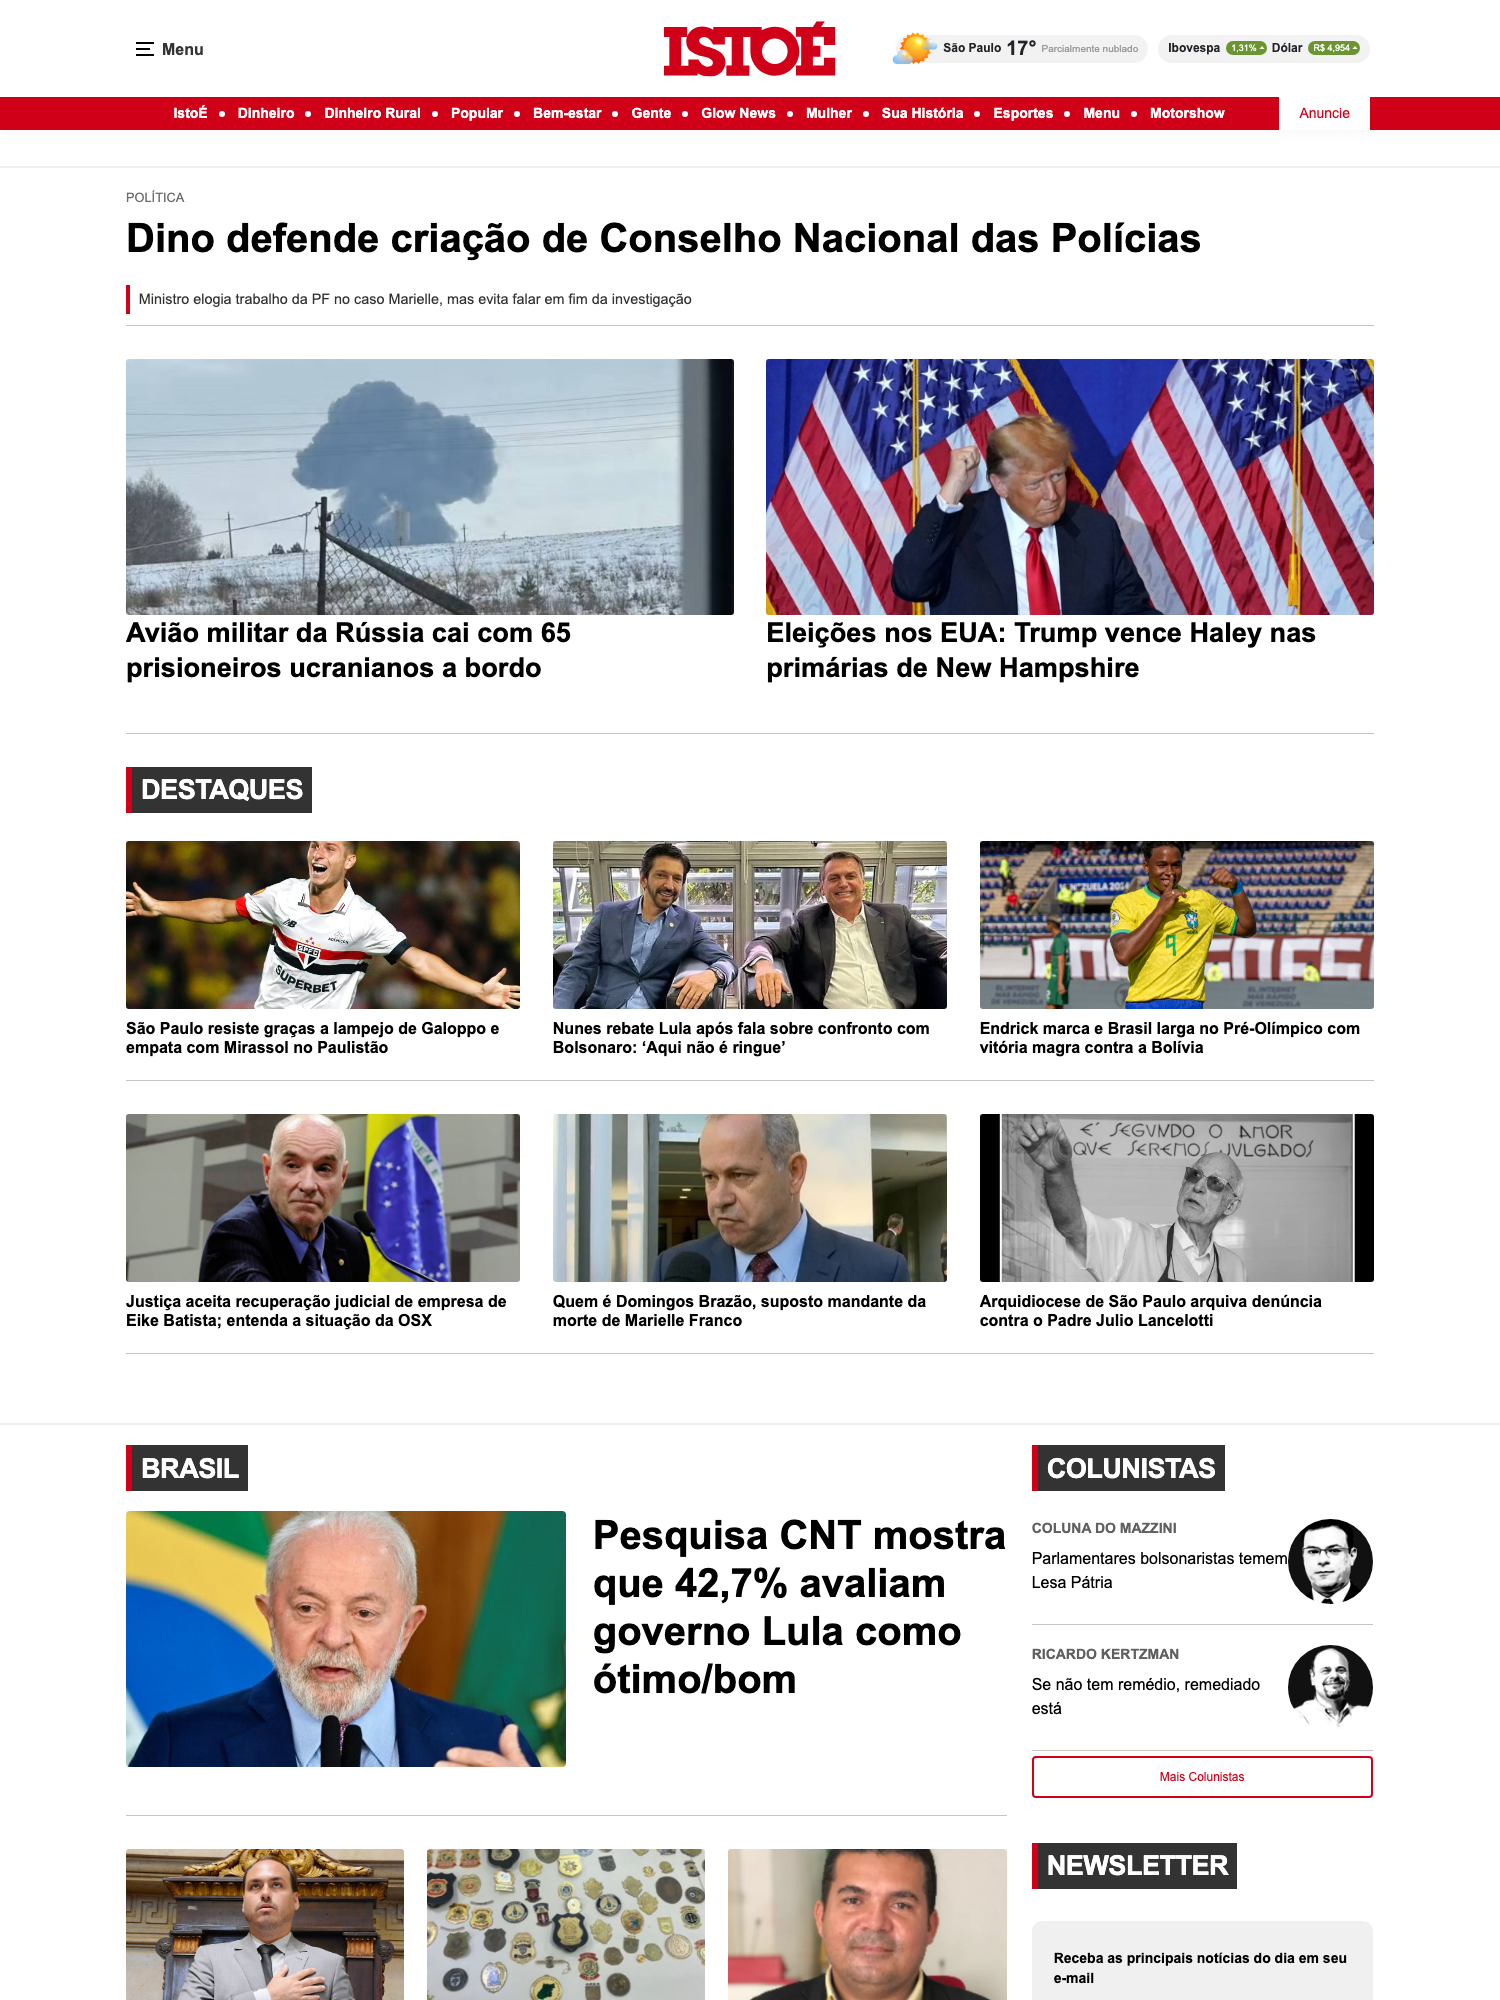 Menu
ISTOÉ
São Paulo 17° Parcialmente nublado
Ibovespa 1,31% Dólar R$ 4,954
IstoÉ • Dinheiro • Dinheiro Rural • Popular • Bem-estar • Gente • Glow News • Mulher • Sua História • Esportes • Menu • Motorshow
Anuncie
POLÍTICA
Dino defende criação de Conselho Nacional das Polícias
Ministro elogia trabalho da PF no caso Marielle, mas evita falar em fim da investigação
Avião militar da Rússia cai com 65
prisioneiros ucranianos a bordo
Eleições nos EUA: Trump vence Haley nas
primárias de New Hampshire
DESTAQUES
SPFC
SUPERBET
9
São Paulo resiste graças a lampejo de Galoppo e
empata com Mirassol no Paulistão
Nunes rebate Lula após fala sobre confronto com
Bolsonaro: ‘Aqui não é ringue’
Endrick marca e Brasil larga no Pré-Olímpico com
vitória magra contra a Bolívia
É SEGUNDO O AMOR
QUE SEREMOS JULGADOS
Justiça aceita recuperação judicial de empresa de
Eike Batista; entenda a situação da OSX
Quem é Domingos Brazão, suposto mandante da
morte de Marielle Franco
Arquidiocese de São Paulo arquiva denúncia
contra o Padre Julio Lancelotti
BRASIL
Pesquisa CNT mostra
que 42,7% avaliam
governo Lula como
ótimo/bom
COLUNISTAS
COLUNA DO MAZZINI
Parlamentares bolsonaristas temem
Lesa Pátria
RICARDO KERTZMAN
Se não tem remédio, remediado
está
Mais Colunistas
NEWSLETTER
Receba as principais notícias do dia em seu
e-mail